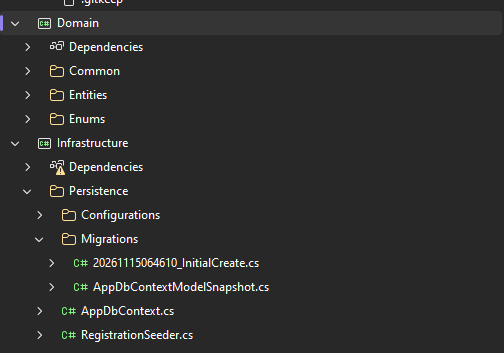 .gitkeep
C# Domain
Dependencies
Common
Entities
Enums
C# Infrastructure
Dependencies
Persistence
Configurations
Migrations
C# 20261115064610_InitialCreate.cs
C# AppDbContextModelSnapshot.cs
C# AppDbContext.cs
C# RegistrationSeeder.cs